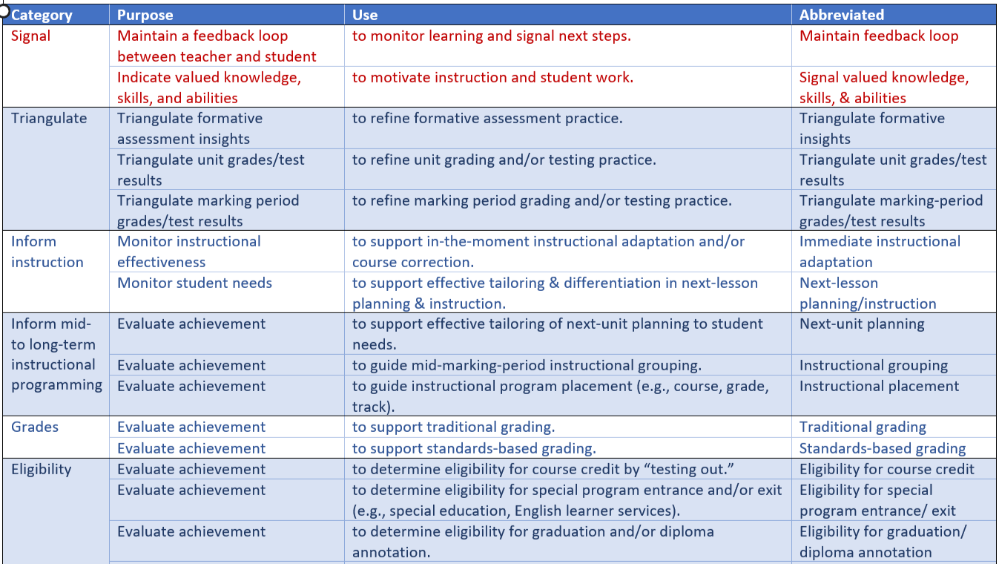 Category Purpose Use Abbreviated
Signal Maintain a feedback loop to monitor learning and signal next steps. Maintain feedback loop
between teacher and student
Indicate valued knowledge, to motivate instruction and student work. Signal valued knowledge,
skills, and abilities skills, & abilities
Triangulate Triangulate formative to refine formative assessment practice. Triangulate formative
assessment insights insights
Triangulate unit grades/test to refine unit grading and/or testing practice. Triangulate unit grades/test
results results
Triangulate marking period to refine marking period grading and/or testing practice. Triangulate marking-period
grades/test results grades/test results
Inform Monitor instructional to support in-the-moment instructional adaptation and/or Immediate instructional
instruction effectiveness course correction. adaptation
Monitor student needs to support effective tailoring & differentiation in next-lesson Next-lesson
planning & instruction. planning/instruction
Inform mid- Evaluate achievement to support effective tailoring of next-unit planning to student Next-unit planning
to long-term needs.
instructional Evaluate achievement to guide mid-marking-period instructional grouping. Instructional grouping
programming Evaluate achievement to guide instructional program placement (e.g., course, grade, Instructional placement
track).
Grades Evaluate achievement to support traditional grading. Traditional grading
Evaluate achievement to support standards-based grading. Standards-based grading
Eligibility Evaluate achievement to determine eligibility for course credit by “testing out.” Eligibility for course credit
Evaluate achievement to determine eligibility for special program entrance and/or exit Eligibility for special
(e.g., special education, English learner services). program entrance/ exit
Evaluate achievement to determine eligibility for graduation and/or diploma Eligibility for graduation/
annotation. diploma annotation